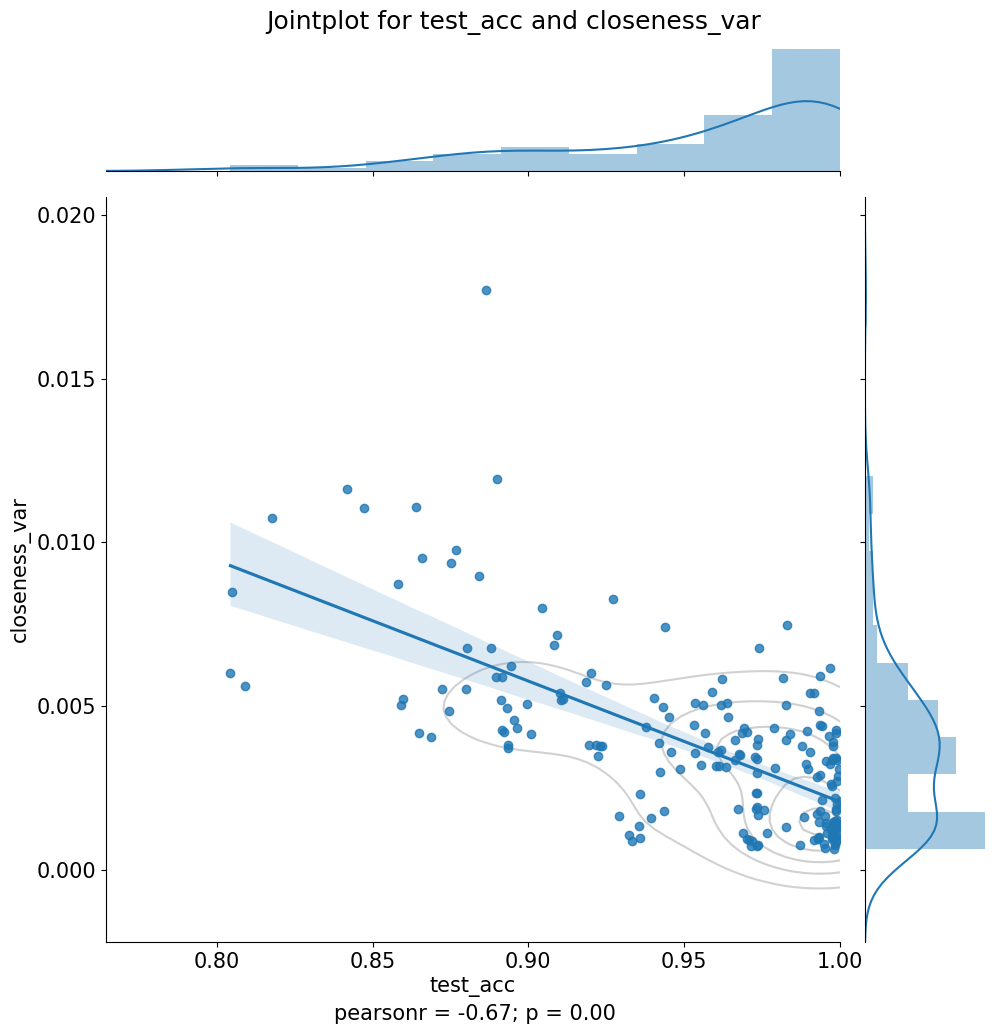 Jointplot for test_acc and closeness_var
0.020
0.015
0.010
0.005
0.000
closeness_var
0.80 0.85 0.90 0.95 1.00
test_acc
pearsonr = -0.67; p = 0.00